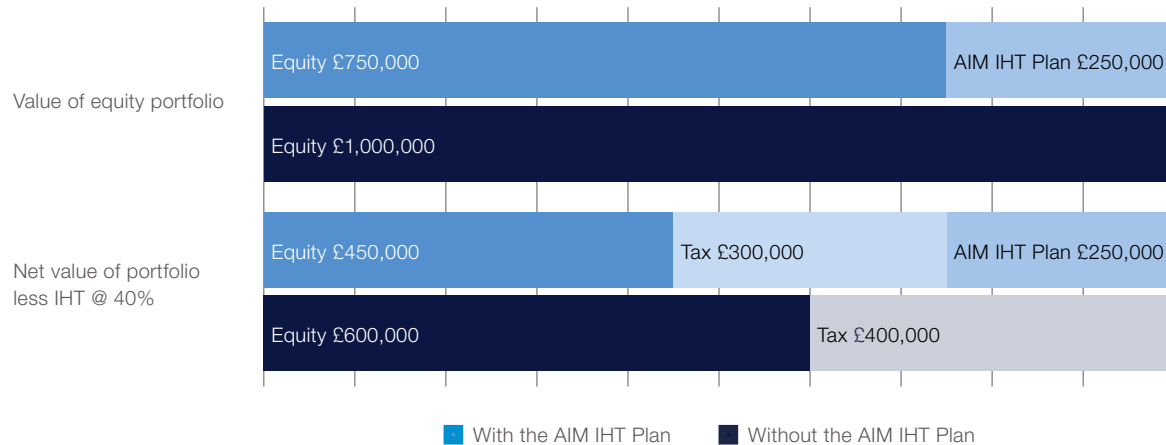 Equity £750,000
AIM IHT Plan £250,000
Value of equity portfolio
Equity £1,000,000
Equity £450,000
Tax £300,000
AIM IHT Plan £250,000
Net value of portfolio
less IHT @ 40%
Equity £600,000
Tax £400,000
With the AIM IHT Plan
Without the AIM IHT Plan